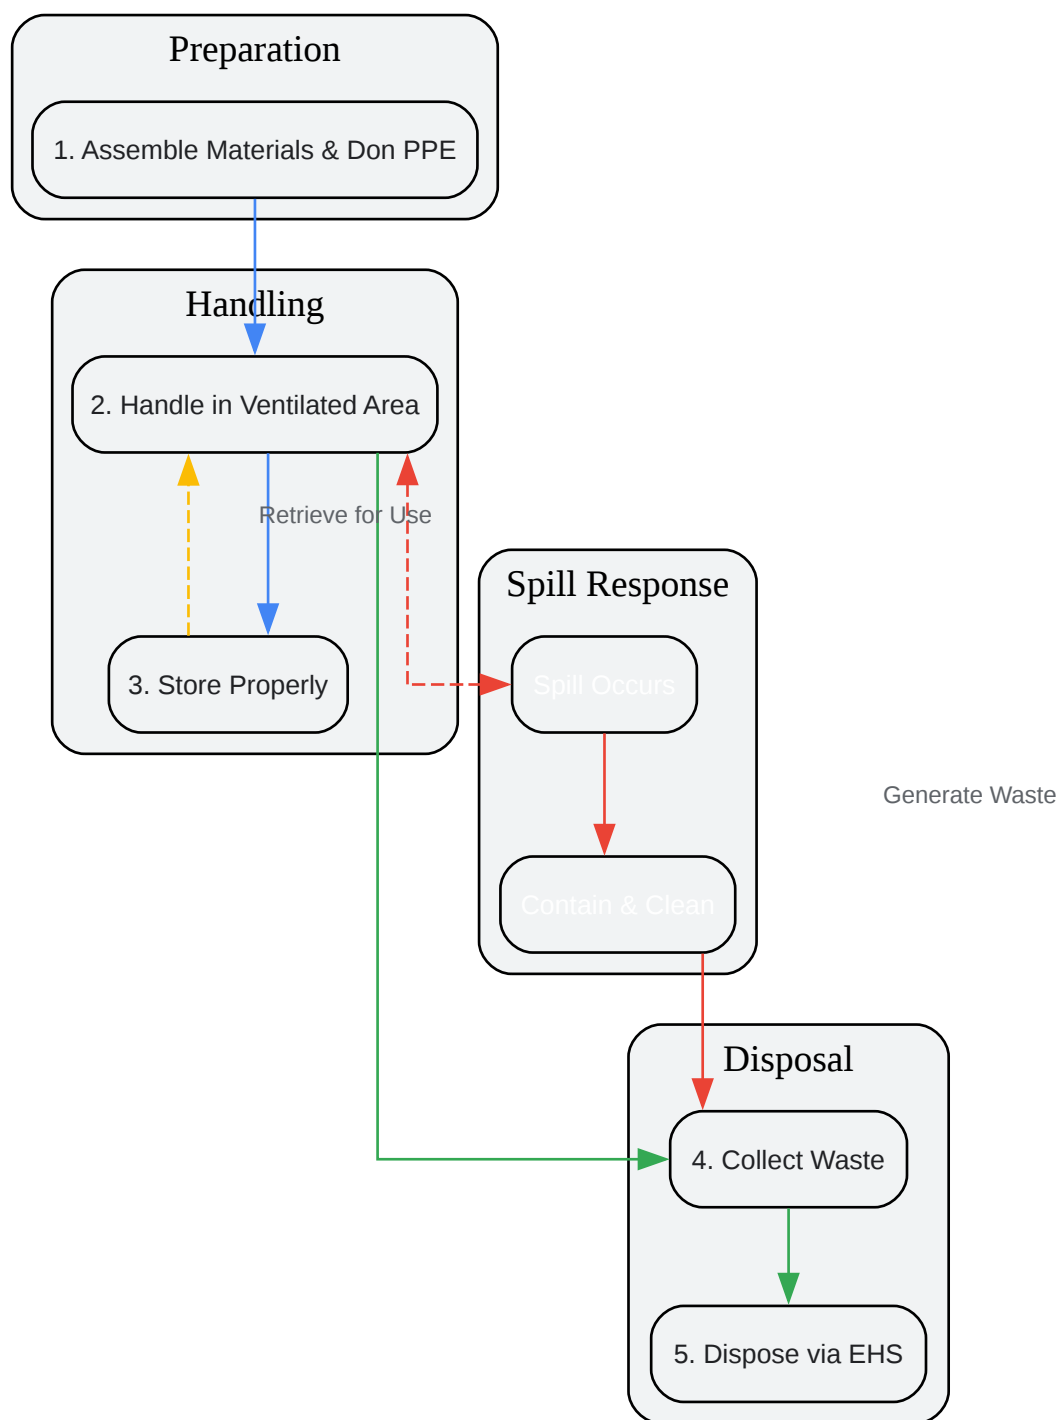 Preparation
1. Assemble Materials & Don PPE
Handling
2. Handle in Ventilated Area
Retrieve for Use
3. Store Properly
Spill Response
Spill Occurs
Generate Waste
Contain & Clean
Disposal
4. Collect Waste
5. Dispose via EHS